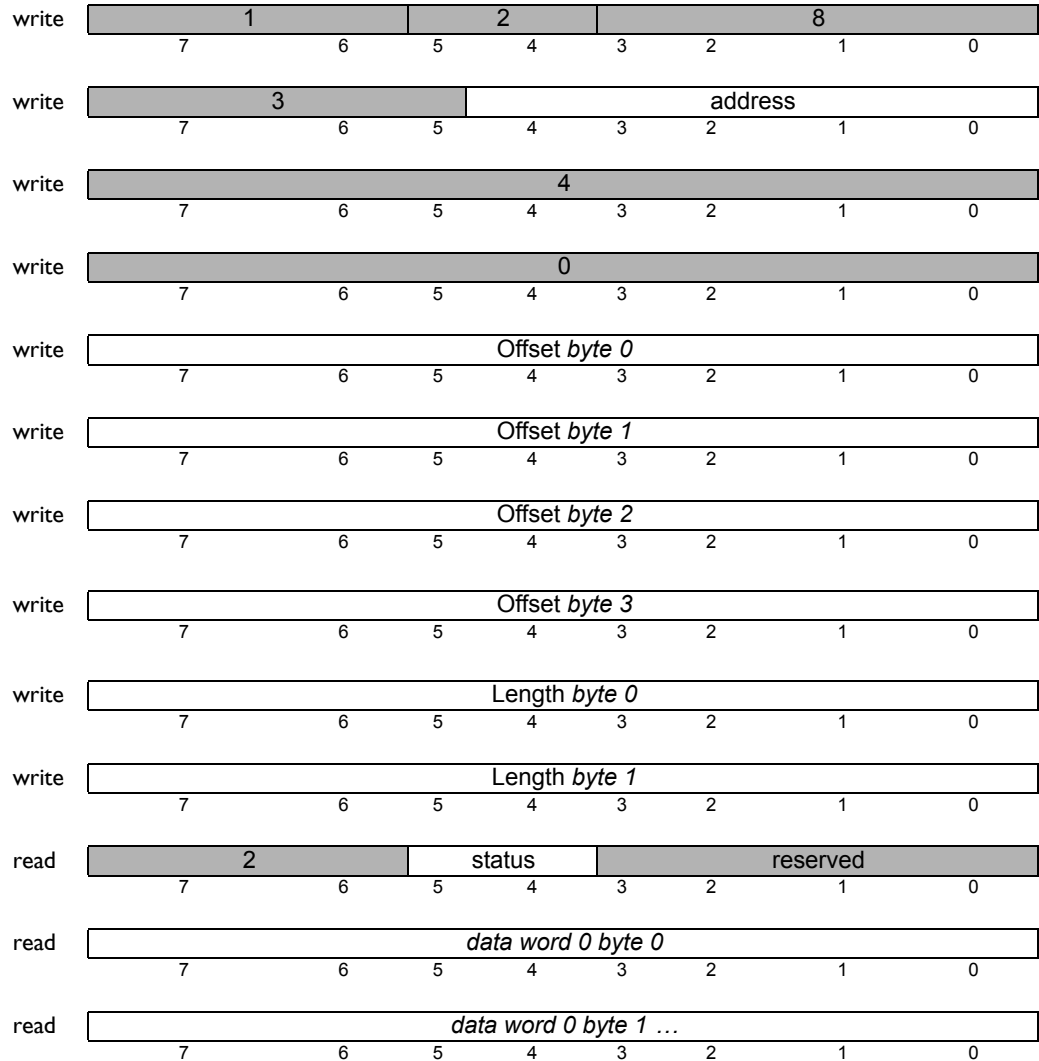 write 1 2 8
7 6 5 4 3 2 1 0
write 3 address
7 6 5 4 3 2 1 0
write 4
7 6 5 4 3 2 1 0
write 0
7 6 5 4 3 2 1 0
write Offset byte 0
7 6 5 4 3 2 1 0
write Offset byte 1
7 6 5 4 3 2 1 0
write Offset byte 2
7 6 5 4 3 2 1 0
write Offset byte 3
7 6 5 4 3 2 1 0
write Length byte 0
7 6 5 4 3 2 1 0
write Length byte 1
7 6 5 4 3 2 1 0
read 2 status reserved
7 6 5 4 3 2 1 0
read data word 0 byte 0
7 6 5 4 3 2 1 0
read data word 0 byte 1 …
7 6 5 4 3 2 1 0